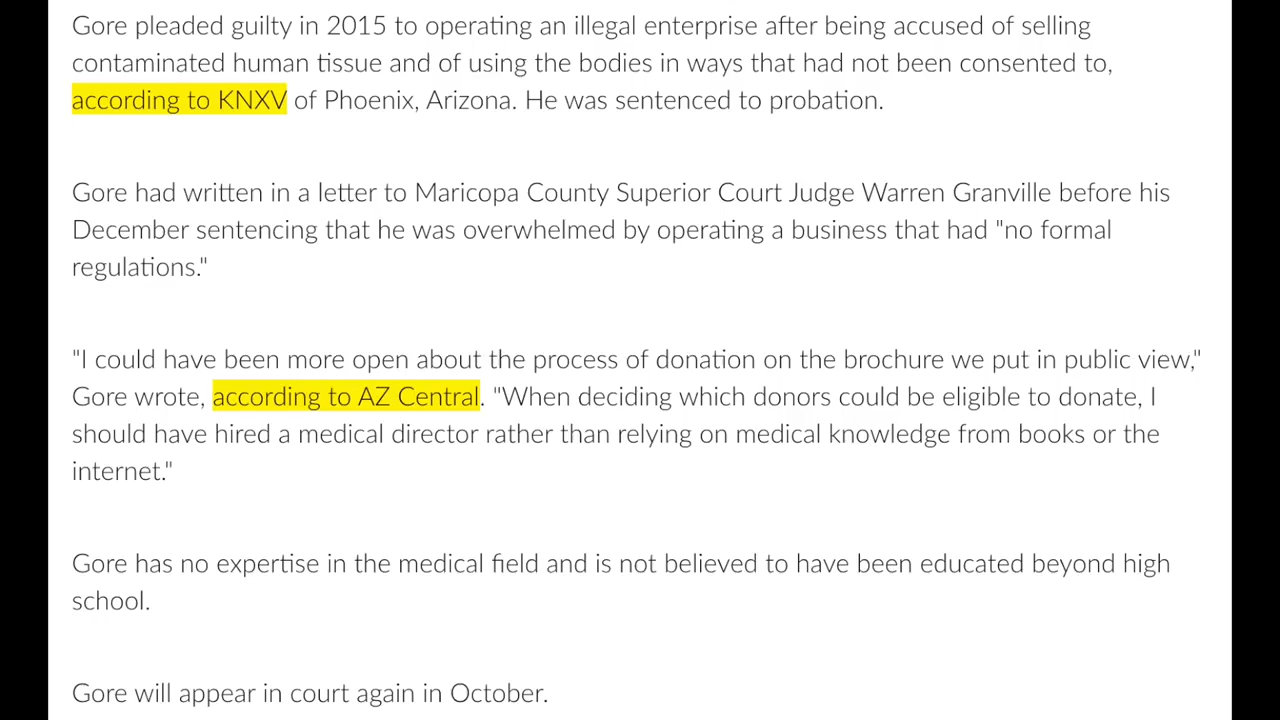 Gore pleaded guilty in 2015 to operating an illegal enterprise after being accused of selling
contaminated human tissue and of using the bodies in ways that had not been consented to,
according to KNXV of Phoenix, Arizona. He was sentenced to probation.
Gore had written in a letter to Maricopa County Superior Court Judge Warren Granville before his
December sentencing that he was overwhelmed by operating a business that had "no formal
regulations."
"I could have been more open about the process of donation on the brochure we put in public view,"
Gore wrote, according to AZ Central. "When deciding which donors could be eligible to donate, I
should have hired a medical director rather than relying on medical knowledge from books or the
internet."
Gore has no expertise in the medical field and is not believed to have been educated beyond high
school.
Gore will appear in court again in October.